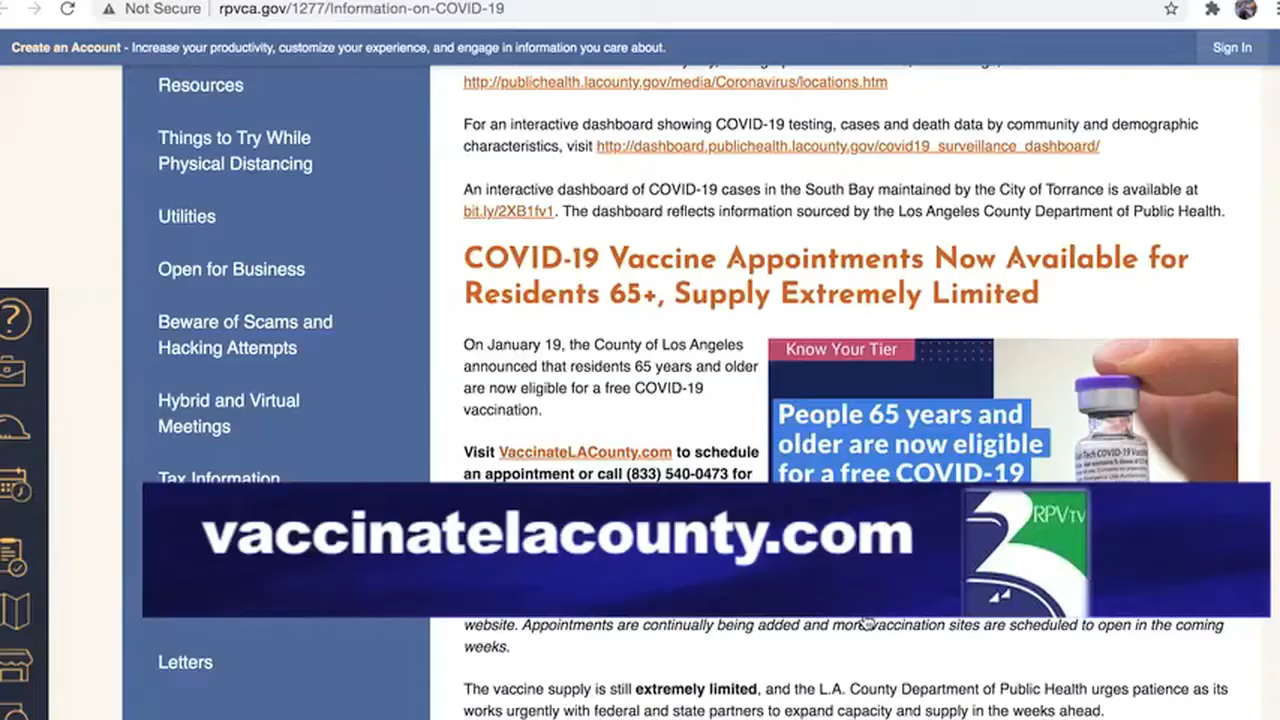 Not Secure
rpvca.gov/1277/Information-on-COVID-19
Create an Account - Increase your productivity, customize your experience, and engage in information you care about.
Sign In
Resources
Things to Try While
Physical Distancing
Utilities
Open for Business
Beware of Scams and
Hacking Attempts
Hybrid and Virtual
Meetings
Tax Information
Letters
http://publichealth.lacounty.gov/media/Coronavirus/locations.htm
For an interactive dashboard showing COVID-19 testing, cases and death data by community and demographic
characteristics, visit http://dashboard.publichealth.lacounty.gov/covid19_surveillance_dashboard/
An interactive dashboard of COVID-19 cases in the South Bay maintained by the City of Torrance is available at
bit.ly/2XB1fv1. The dashboard reflects information sourced by the Los Angeles County Department of Public Health.
COVID-19 Vaccine Appointments Now Available for
Residents 65+, Supply Extremely Limited
On January 19, the County of Los Angeles
announced that residents 65 years and older
are now eligible for a free COVID-19
vaccination.
Visit VaccinateLACounty.com to schedule
an appointment or call (833) 540-0473 for
Know Your Tier
People 65 years and
older are now eligible
for a free COVID-19
vaccinatelacounty.com
RPVTV
3
website. Appointments are continually being added and more vaccination sites are scheduled to open in the coming
weeks.
The vaccine supply is still extremely limited, and the L.A. County Department of Public Health urges patience as its
works urgently with federal and state partners to expand capacity and supply in the weeks ahead.